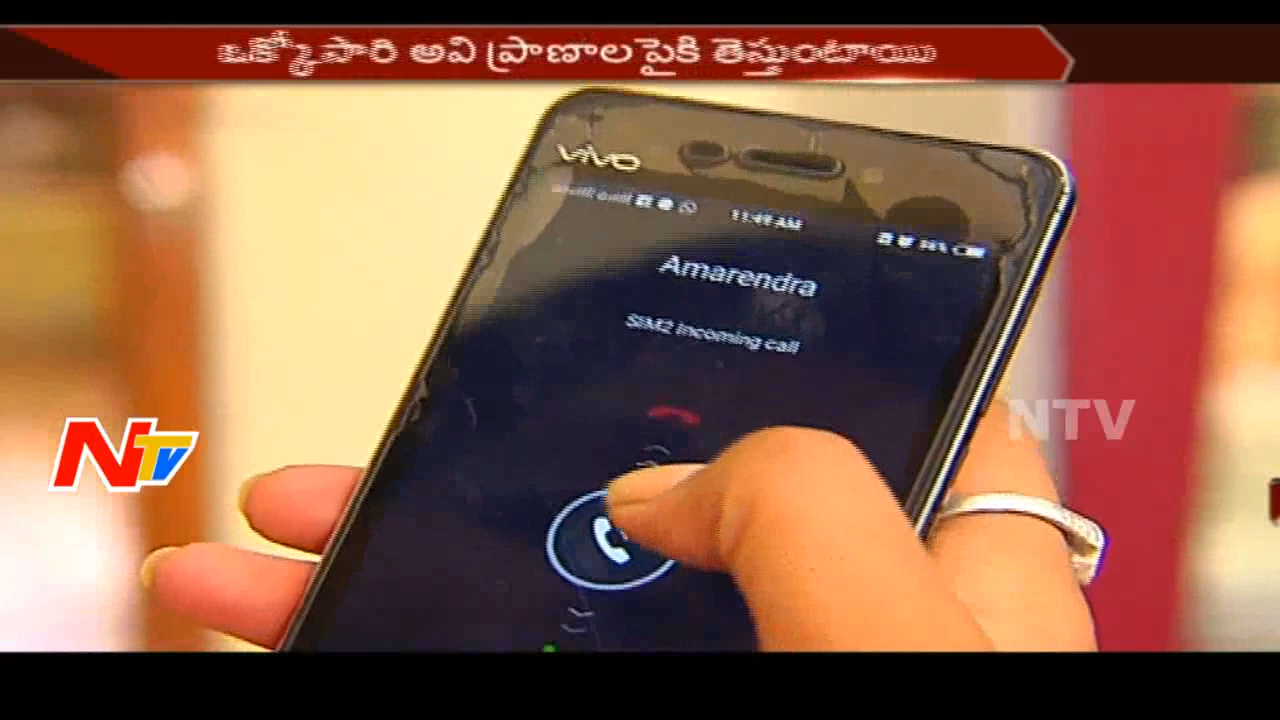 ఒక్కోసారి అవి ప్రాణాలపైకి తెస్తుంటాయి
vivo
11:49 AM
Amarendra
SIM2 Incoming call
NTV
NTV